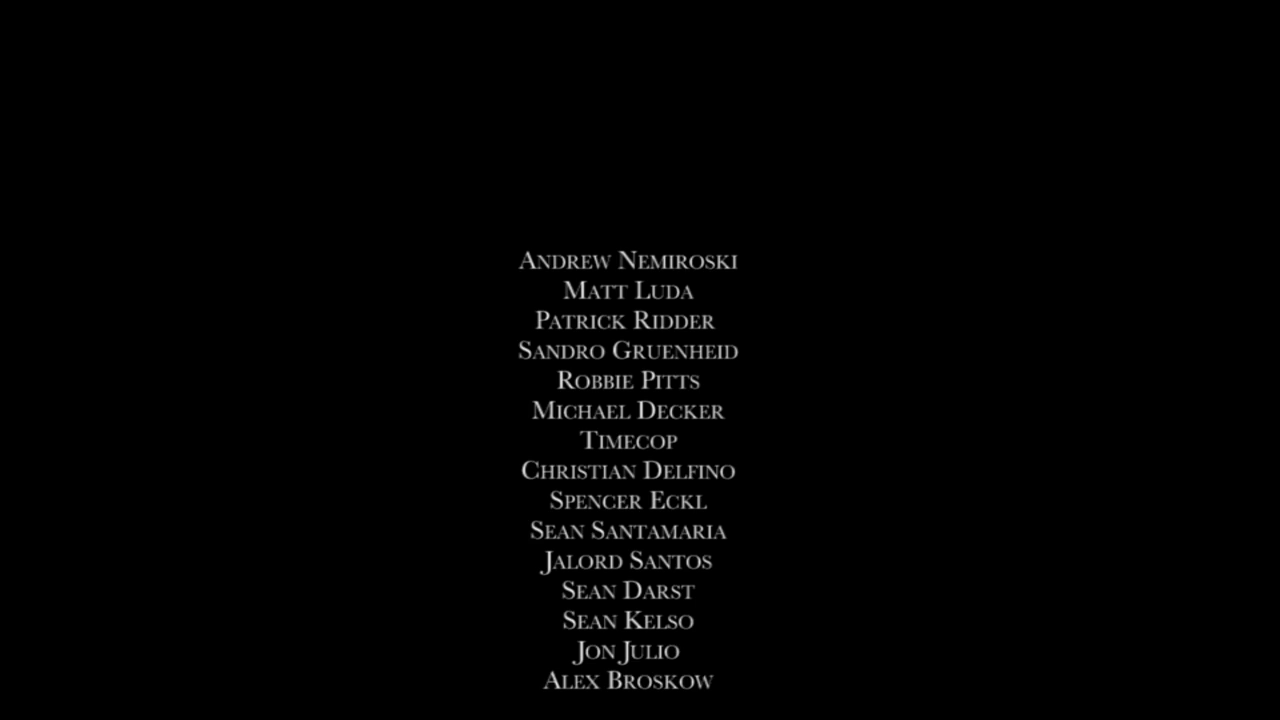 Andrew Nemiroski
Matt Luda
Patrick Ridder
Sandro Gruenheid
Robbie Pitts
Michael Decker
Timecop
Christian Delfino
Spencer Eckl
Sean Santamaria
Jalord Santos
Sean Darst
Sean Kelso
Jon Julio
Alex Broskow